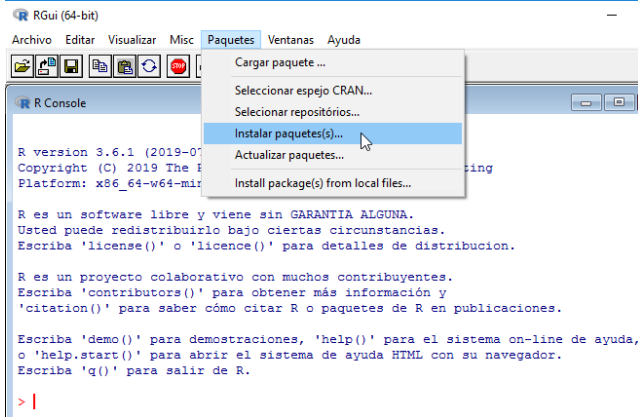 RGui (64-bit)
Archivo Editar Visualizar Misc Paquetes Ventanas Ayuda
STOP
Cargar paquete ...
Seleccionar espejo CRAN...
Selecionar repositórios...
Instalar paquetes(s)...
Actualizar paquetes...
Install package(s) from local files...
R Console
R version 3.6.1 (2019-07
Copyright (C) 2019 The R
ting
Platform: x86_64-w64-min
R es un software libre y viene sin GARANTIA ALGUNA.
Usted puede redistribuirlo bajo ciertas circunstancias.
Escriba 'license()' o 'licence()' para detalles de distribucion.
R es un proyecto colaborativo con muchos contribuyentes.
Escriba 'contributors()' para obtener más información y
'citation()' para saber cómo citar R o paquetes de R en publicaciones.
Escriba 'demo()' para demostraciones, 'help()' para el sistema on-line de ayuda,
o 'help.start()' para abrir el sistema de ayuda HTML con su navegador.
Escriba 'q()' para salir de R.
>